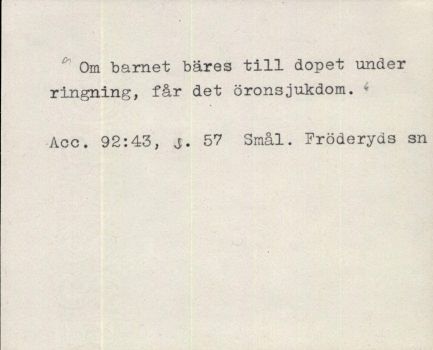 " Om barnet bäres till dopet under
ringning, får det öronsjukdom. "
Acc. 92:43, s. 57 Smål. Fröderyds sn